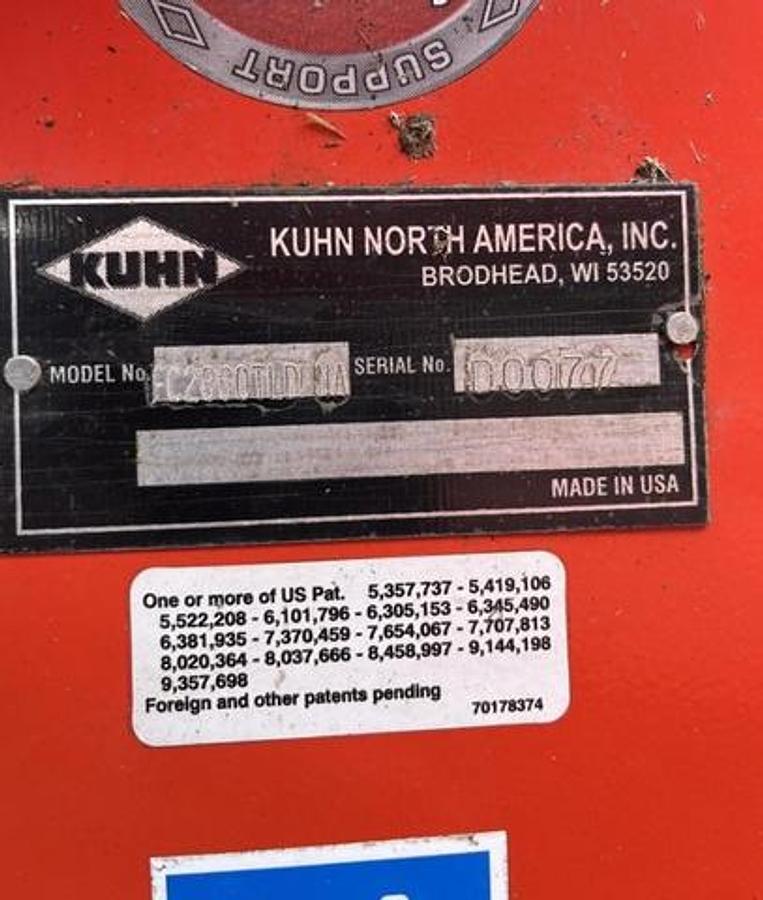 SUPPORT
KUHN
KUHN NORTH AMERICA, INC.
BRODHEAD, WI 53520
MODEL No.
SERIAL No. D00777
MADE IN USA
One or more of US Pat. 5,357,737 - 5,419,106
5,522,208 - 6,101,796 - 6,305,153 - 6,345,490
6,381,935 - 7,370,459 - 7,654,067 - 7,707,813
8,020,364 - 8,037,666 - 8,458,997 - 9,144,198
9,357,698
Foreign and other patents pending
70178374